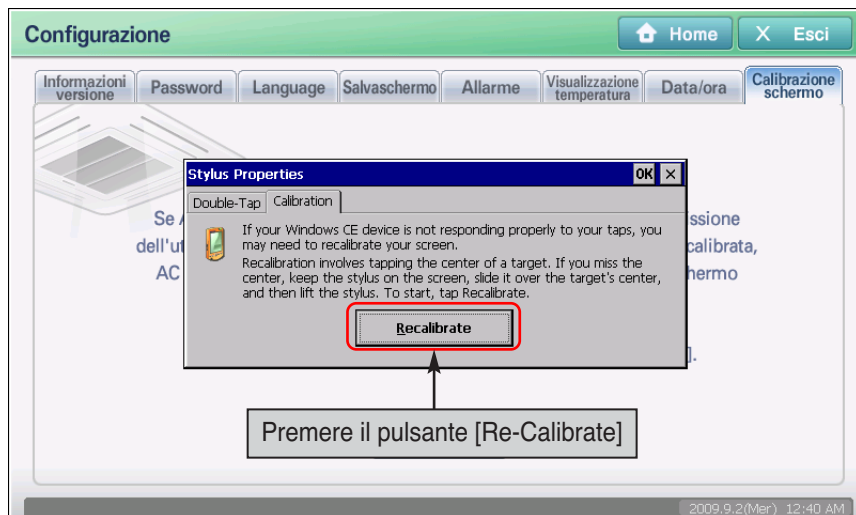 Configurazione
Home
X Esci
Informazioni versione
Password
Language
Salvaschermo
Allarme
Visualizzazione temperatura
Data/ora
Calibrazione schermo
Stylus Properties
OK ×
Double-Tap
Calibration
If your Windows CE device is not responding properly to your taps, you
may need to recalibrate your screen.
Recalibration involves tapping the center of a target. If you miss the
center, keep the stylus on the screen, slide it over the target's center,
and then lift the stylus. To start, tap Recalibrate.
Recalibrate
Se
ssione
dell'ut
calibrata,
AC
hermo
].
Premere il pulsante [Re-Calibrate]
2009.9.2(Mer) 12:40 AM